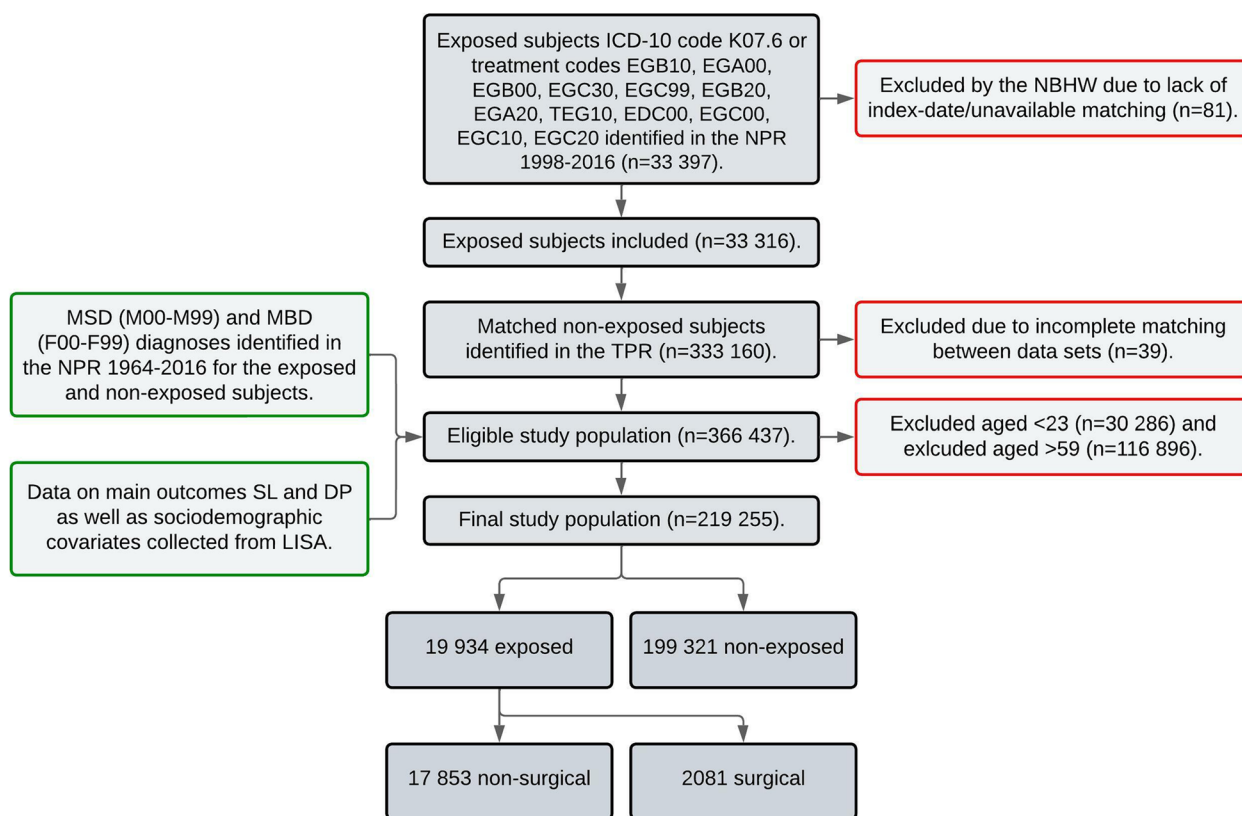 Exposed subjects ICD-10 code K07.6 or
treatment codes EGB10, EGA00,
EGB00, EGC30, EGC99, EGB20,
EGA20, TEG10, EDC00, EGC00,
EGC10, EGC20 identified in the NPR
1998-2016 (n=33 397).
Excluded by the NBHW due to lack of
index-date/unavailable matching (n=81).
Exposed subjects included (n=33 316).
MSD (M00-M99) and MBD
(F00-F99) diagnoses identified in
the NPR 1964-2016 for the exposed
and non-exposed subjects.
Matched non-exposed subjects
identified in the TPR (n=333 160).
Excluded due to incomplete matching
between data sets (n=39).
Eligible study population (n=366 437).
Excluded aged <23 (n=30 286) and
exlcuded aged >59 (n=116 896).
Data on main outcomes SL and DP
as well as sociodemographic
covariates collected from LISA.
Final study population (n=219 255).
19 934 exposed
199 321 non-exposed
17 853 non-surgical
2081 surgical